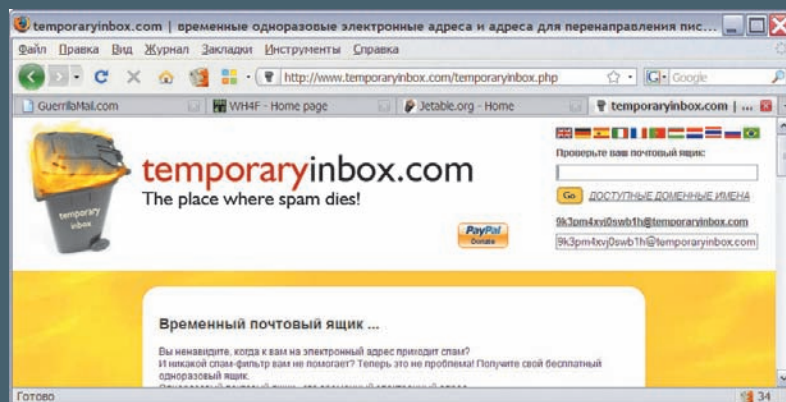 temporaryinbox.com | временные одноразовые электронные адреса и адреса для перенаправления пис...
Файл Правка Вид Журнал Закладки Инструменты Справка
http://www.temporaryinbox.com/temporaryinbox.php
Google
GuerrillaMail.com
WH4F - Home page
Jetable.org - Home
temporaryinbox.com | ...
temporary inbox
temporaryinbox.com
The place where spam dies!
Проверьте ваш почтовый ящик:
Go ДОСТУПНЫЕ ДОМЕННЫЕ ИМЕНА
9k3pm4xvj0swb1h@temporaryinbox.com
9k3pm4xvj0swb1h@temporaryinbox.com
PayPal
Donate
Временный почтовый ящик ...
Вы ненавидите, когда к вам на электронный адрес приходит спам?
И никакой спам-фильтр вам не помогает? Теперь это не проблема! Получите свой бесплатный
одноразовый ящик.
Готово
34